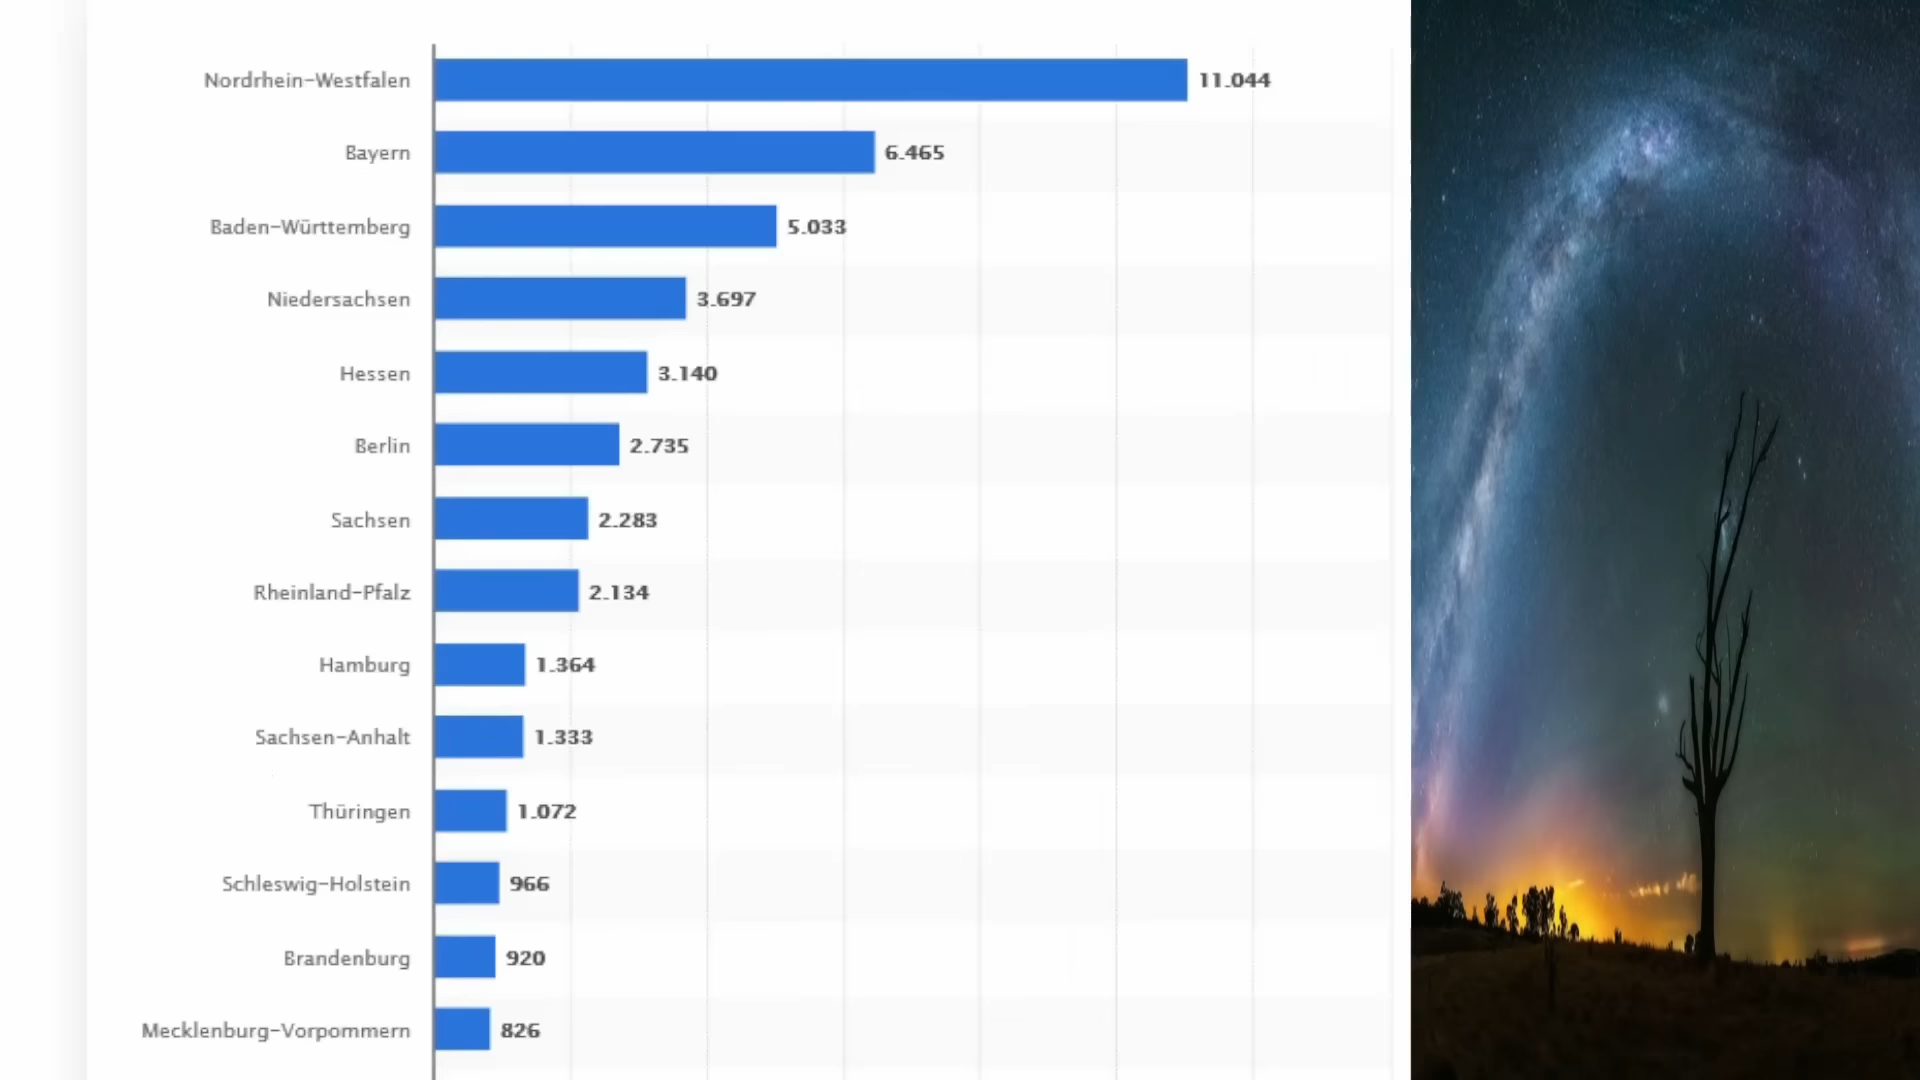 Nordrhein-Westfalen 11.044
Bayern 6.465
Baden-Württemberg 5.033
Niedersachsen 3.697
Hessen 3.140
Berlin 2.735
Sachsen 2.283
Rheinland-Pfalz 2.134
Hamburg 1.364
Sachsen-Anhalt 1.333
Thüringen 1.072
Schleswig-Holstein 966
Brandenburg 920
Mecklenburg-Vorpommern 826